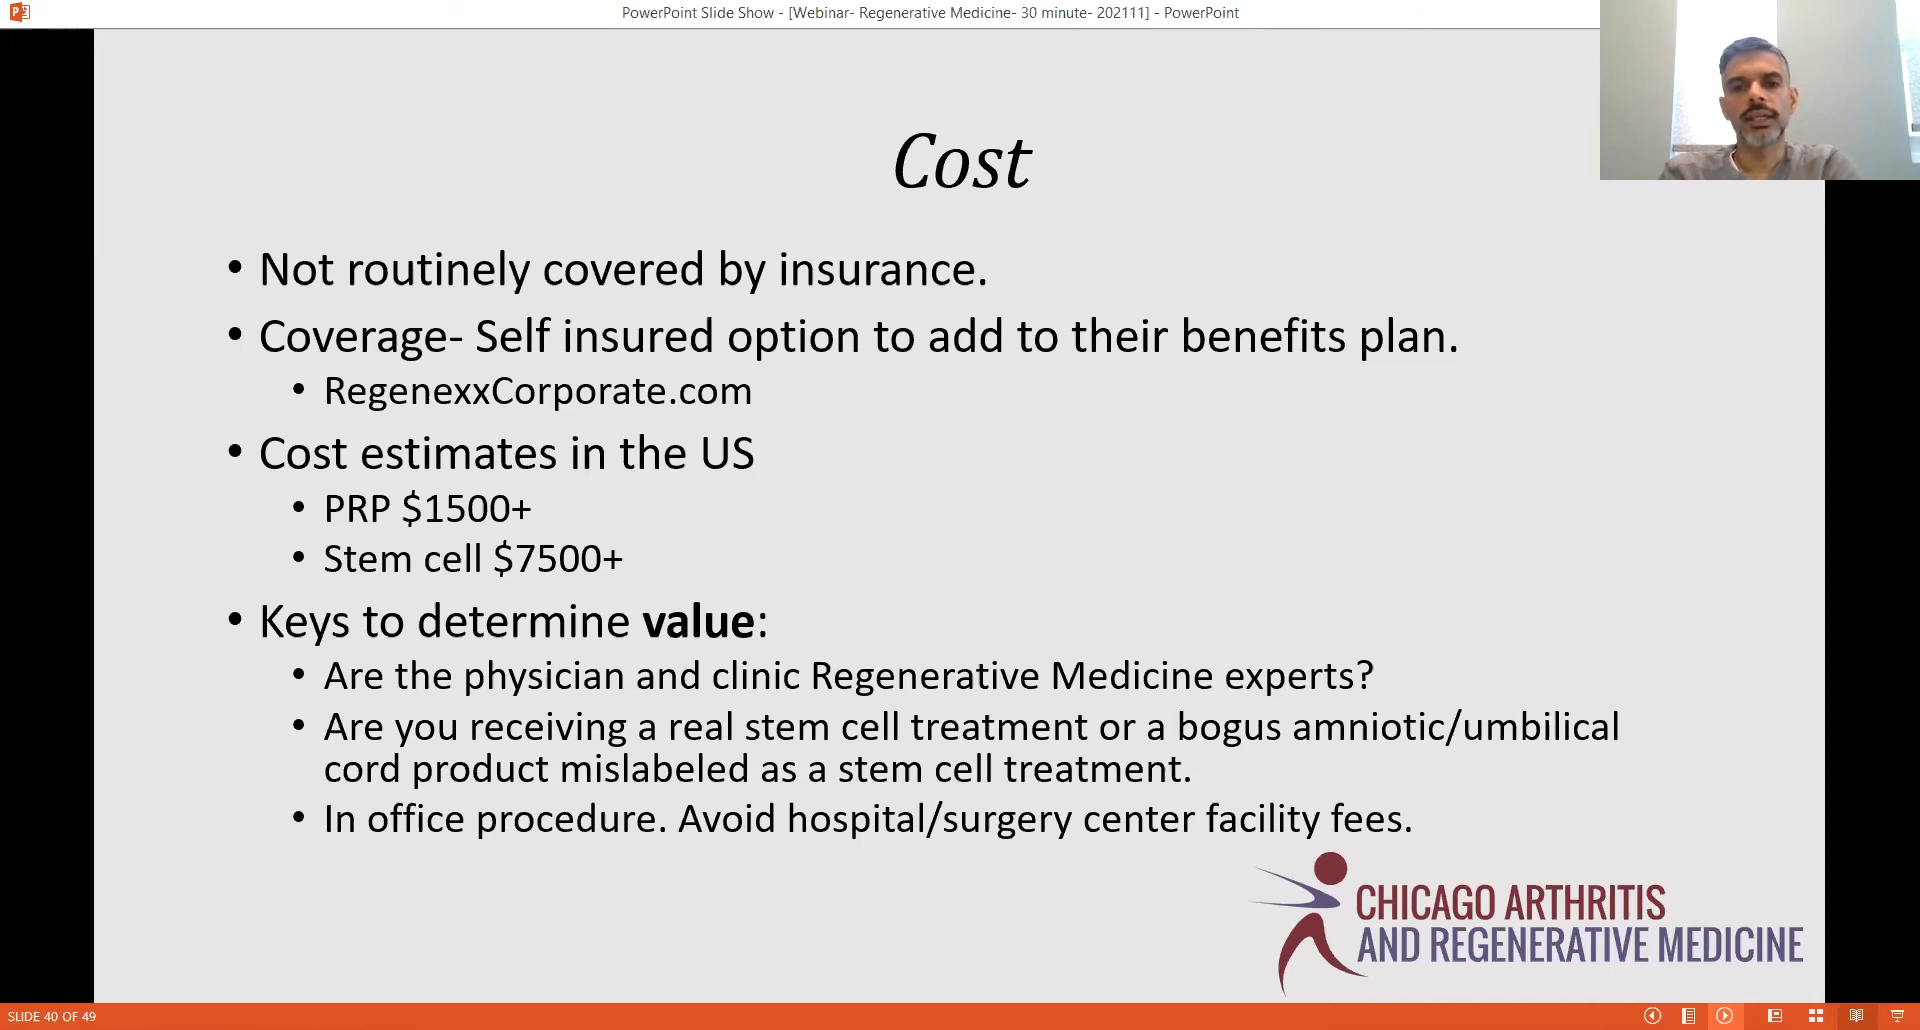 PowerPoint Slide Show - [Webinar- Regenerative Medicine- 30 minute- 202111] - PowerPoint
Cost
• Not routinely covered by insurance.
• Coverage- Self insured option to add to their benefits plan.
• RegenexxCorporate.com
• Cost estimates in the US
• PRP $1500+
• Stem cell $7500+
• Keys to determine value:
• Are the physician and clinic Regenerative Medicine experts?
• Are you receiving a real stem cell treatment or a bogus amniotic/umbilical
cord product mislabeled as a stem cell treatment.
• In office procedure. Avoid hospital/surgery center facility fees.
CHICAGO ARTHRITIS
AND REGENERATIVE MEDICINE
SLIDE 40 OF 49